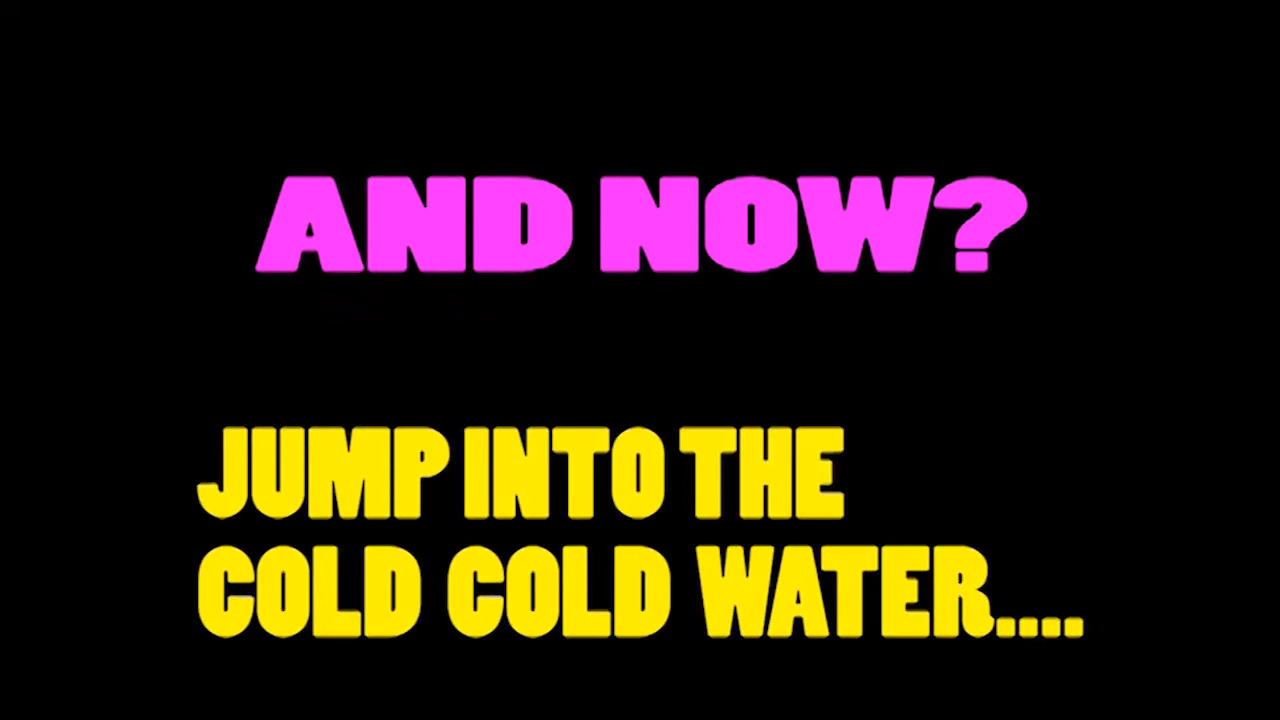 AND NOW?
JUMP INTO THE
COLD COLD WATER....